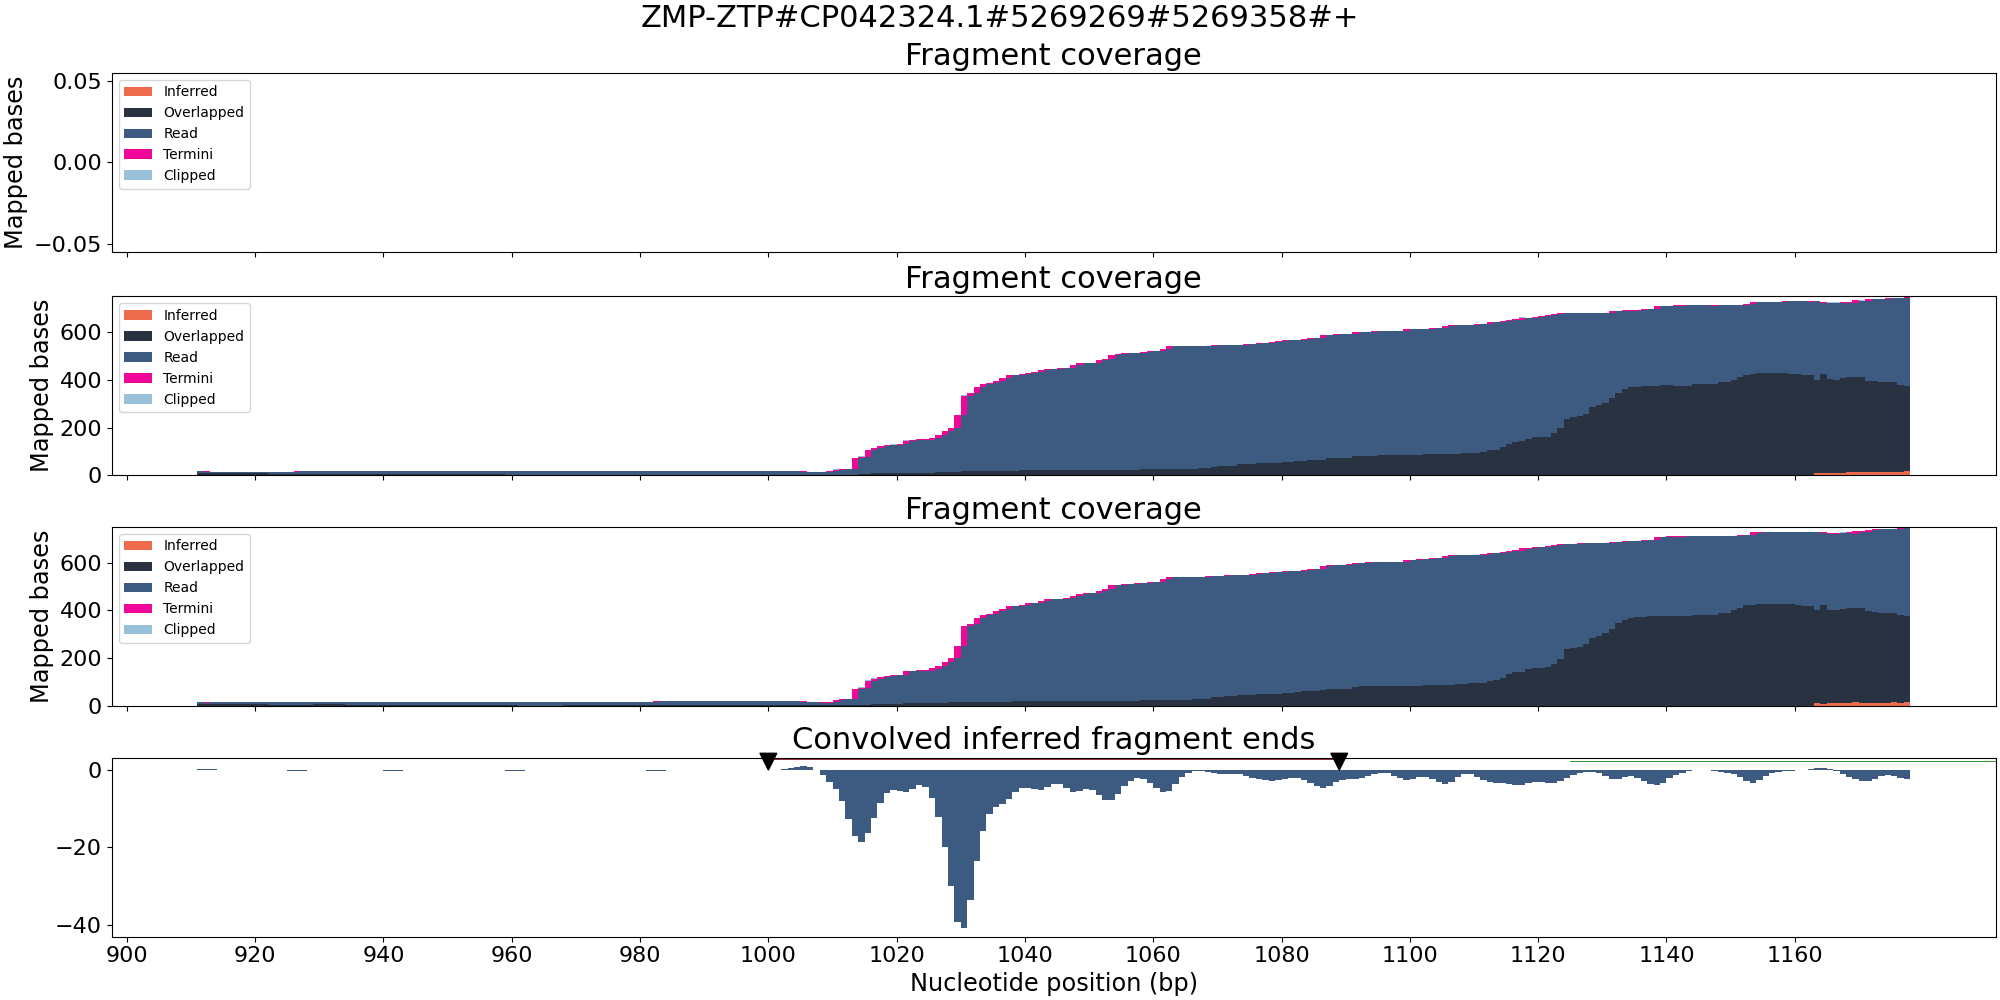 ZMP-ZTP#CP042324.1#5269269#5269358#+
Fragment coverage
Mapped bases
0.05
0.00
−0.05
Inferred
Overlapped
Read
Termini
Clipped
Fragment coverage
Mapped bases
600
400
200
0
Inferred
Overlapped
Read
Termini
Clipped
Fragment coverage
Mapped bases
600
400
200
0
Inferred
Overlapped
Read
Termini
Clipped
Convolved inferred fragment ends
0
−20
−40
900 920 940 960 980 1000 1020 1040 1060 1080 1100 1120 1140 1160
Nucleotide position (bp)